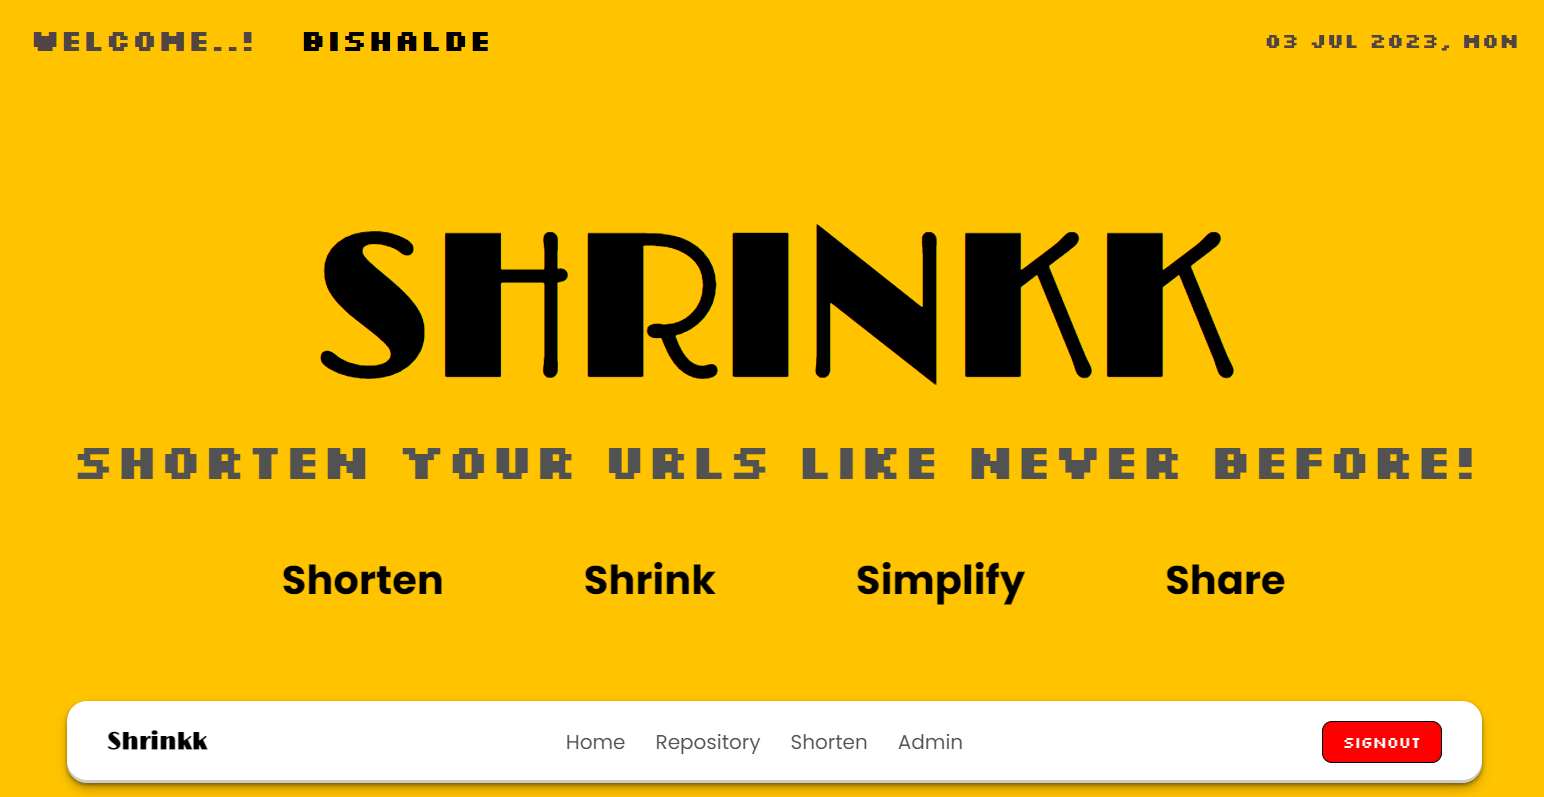 WELCOME..! BISHALDE
03 JUL 2023, MON
SHRINKK
SHORTEN YOUR URLS LIKE NEVER BEFORE!
Shorten Shrink Simplify Share
Shrinkk Home Repository Shorten Admin SIGNOUT